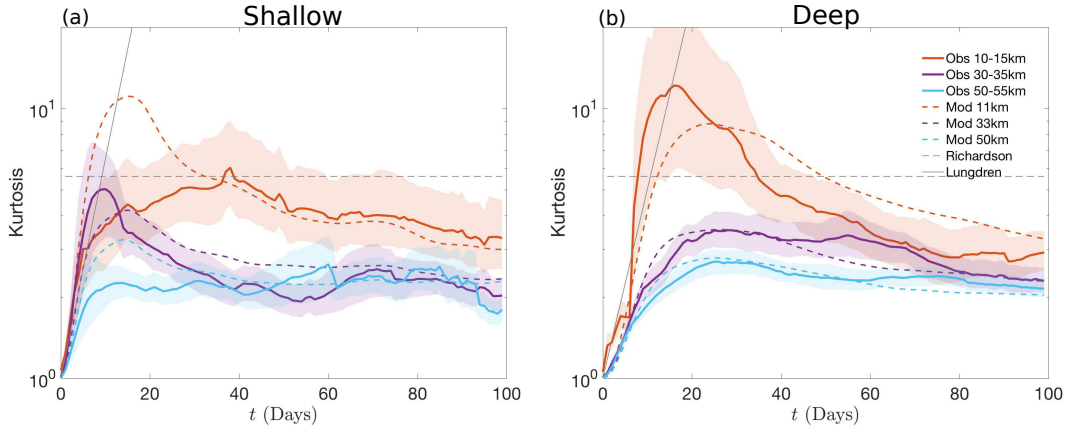 (a) Shallow
10^1
10^0
Kurtosis
0 20 40 60 80 100
t (Days)
(b) Deep
10^1
10^0
Kurtosis
0 20 40 60 80 100
t (Days)
Obs 10-15km
Obs 30-35km
Obs 50-55km
Mod 11km
Mod 33km
Mod 50km
Richardson
Lungdren